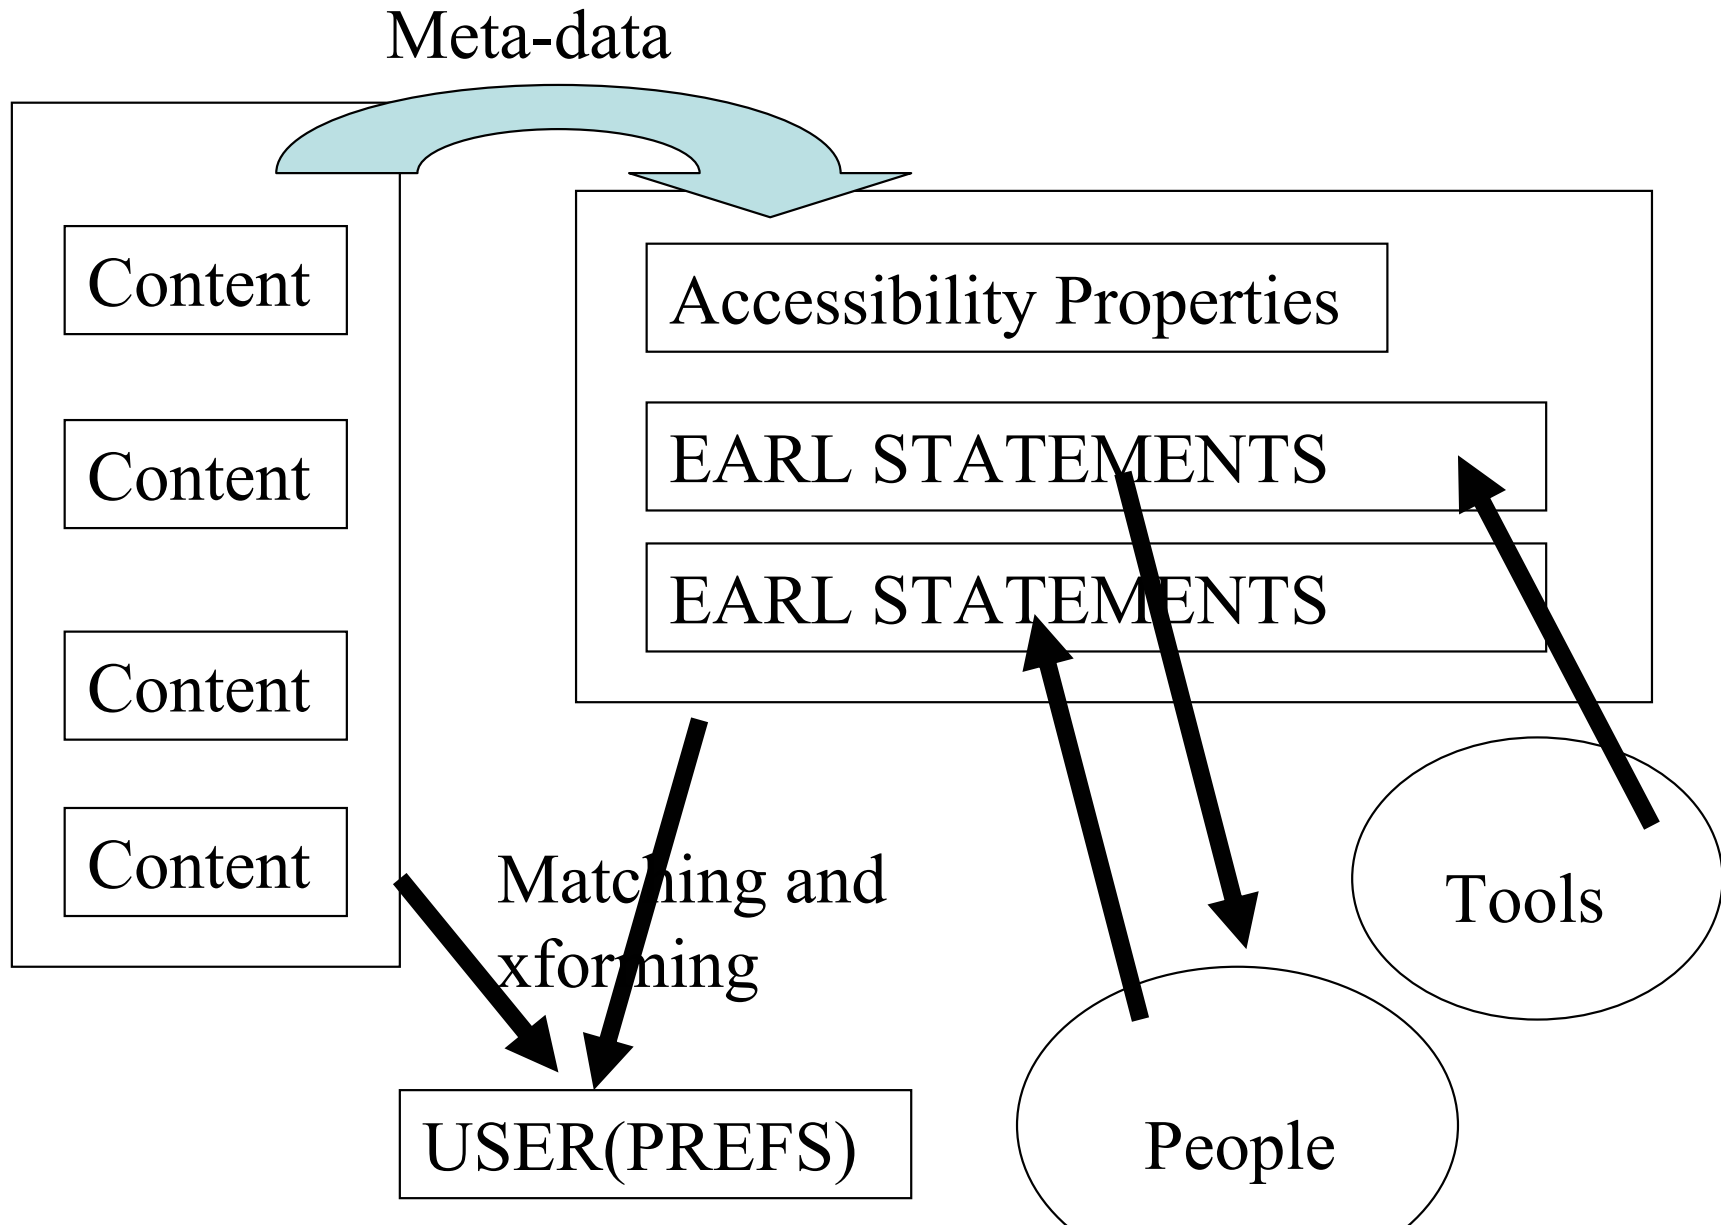 Meta-data
Content
Content
Content
Content
Accessibility Properties
EARL STATEMENTS
EARL STATEMENTS
Matching and
xforming
USER(PREFS)
Tools
People